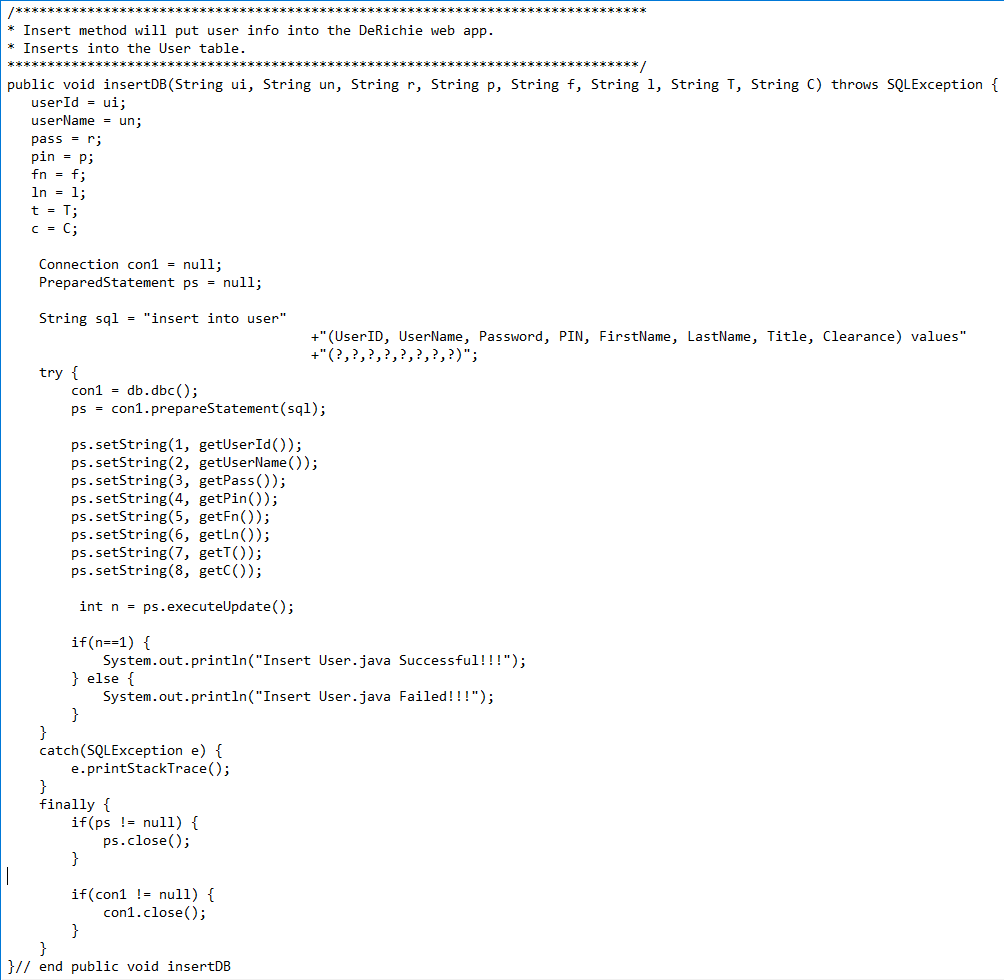 /*******************************************************************************
* Insert method will put user info into the DeRichie web app.
* Inserts into the User table.
*******************************************************************************/
public void insertDB(String ui, String un, String r, String p, String f, String l, String T, String C) throws SQLException {
   userId = ui;
   userName = un;
   pass = r;
   pin = p;
   fn = f;
   ln = l;
   t = T;
   c = C;

    Connection con1 = null;
    PreparedStatement ps = null;

    String sql = "insert into user"
                                      +"(UserID, UserName, Password, PIN, FirstName, LastName, Title, Clearance) values"
                                      +"(?,?,?,?,?,?,?,?)";
    try {
        con1 = db.dbc();
        ps = con1.prepareStatement(sql);

        ps.setString(1, getUserId());
        ps.setString(2, getUserName());
        ps.setString(3, getPass());
        ps.setString(4, getPin());
        ps.setString(5, getFn());
        ps.setString(6, getLn());
        ps.setString(7, getT());
        ps.setString(8, getC());

         int n = ps.executeUpdate();

        if(n==1) {
            System.out.println("Insert User.java Successful!!!");
        } else {
            System.out.println("Insert User.java Failed!!!");
        }
    }
    catch(SQLException e) {
        e.printStackTrace();
    }
    finally {
        if(ps != null) {
            ps.close();
        }

        if(con1 != null) {
            con1.close();
        }
    }
}// end public void insertDB